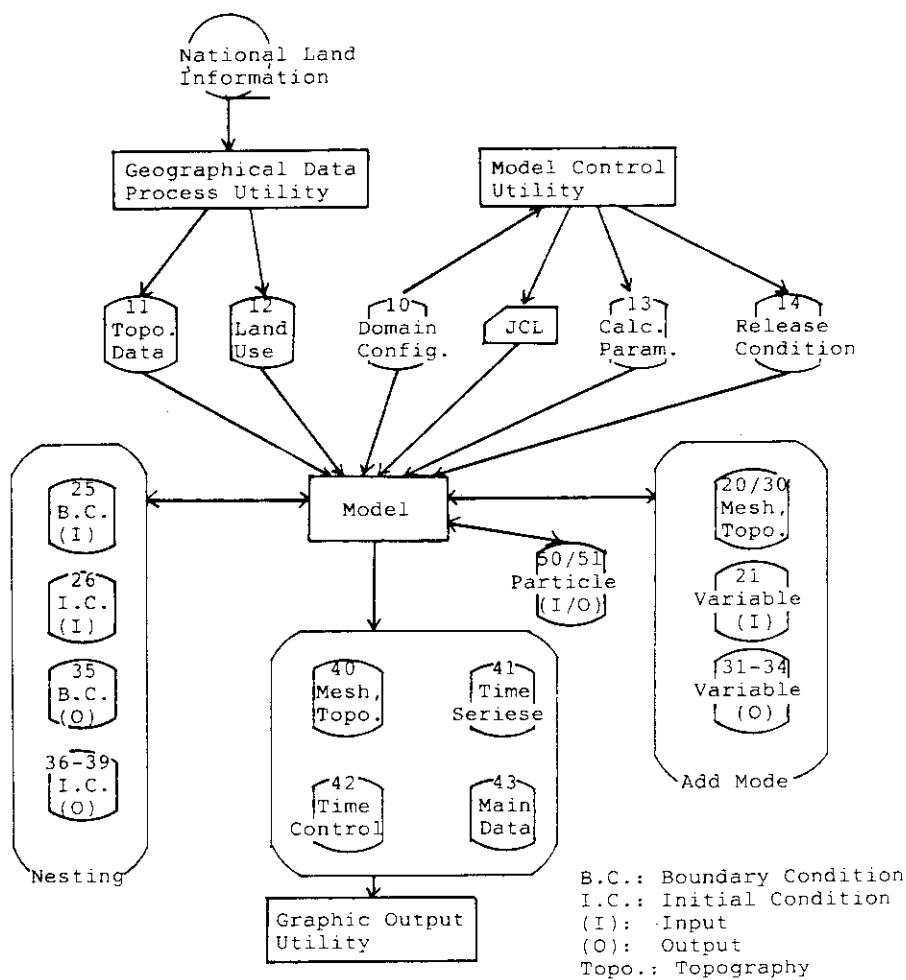 National Land
Information
Geographical Data
Process Utility
Model Control
Utility
11
Topo.
Data
12
Land
Use
10
Domain
Config.
JCL
13
Calc.
Param.
14
Release
Condition
25
B.C.
(I)
26
I.C.
(I)
35
B.C.
(O)
36-39
I.C.
(O)
Nesting
Model
50/51
Particle
(I/O)
20/30
Mesh,
Topo.
21
Variable
(I)
31-34
Variable
(O)
Add Mode
40
Mesh,
Topo.
41
Time
Seriese
42
Time
Control
43
Main
Data
Graphic Output
Utility
B.C.: Boundary Condition
I.C.: Initial Condition
(I): Input
(O): Output
Topo.: Topography